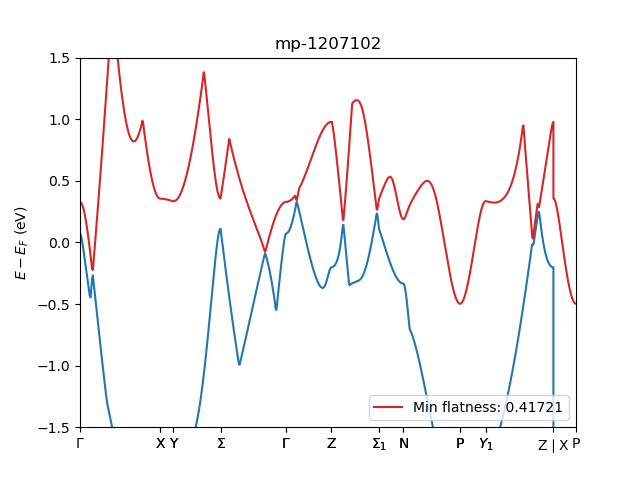 mp-1207102
E − E_F (eV)
1.5
1.0
0.5
0.0
−0.5
−1.0
−1.5
Min flatness: 0.41721
Γ X Y Σ Γ Z Σ₁ N P Y₁ Z | X P